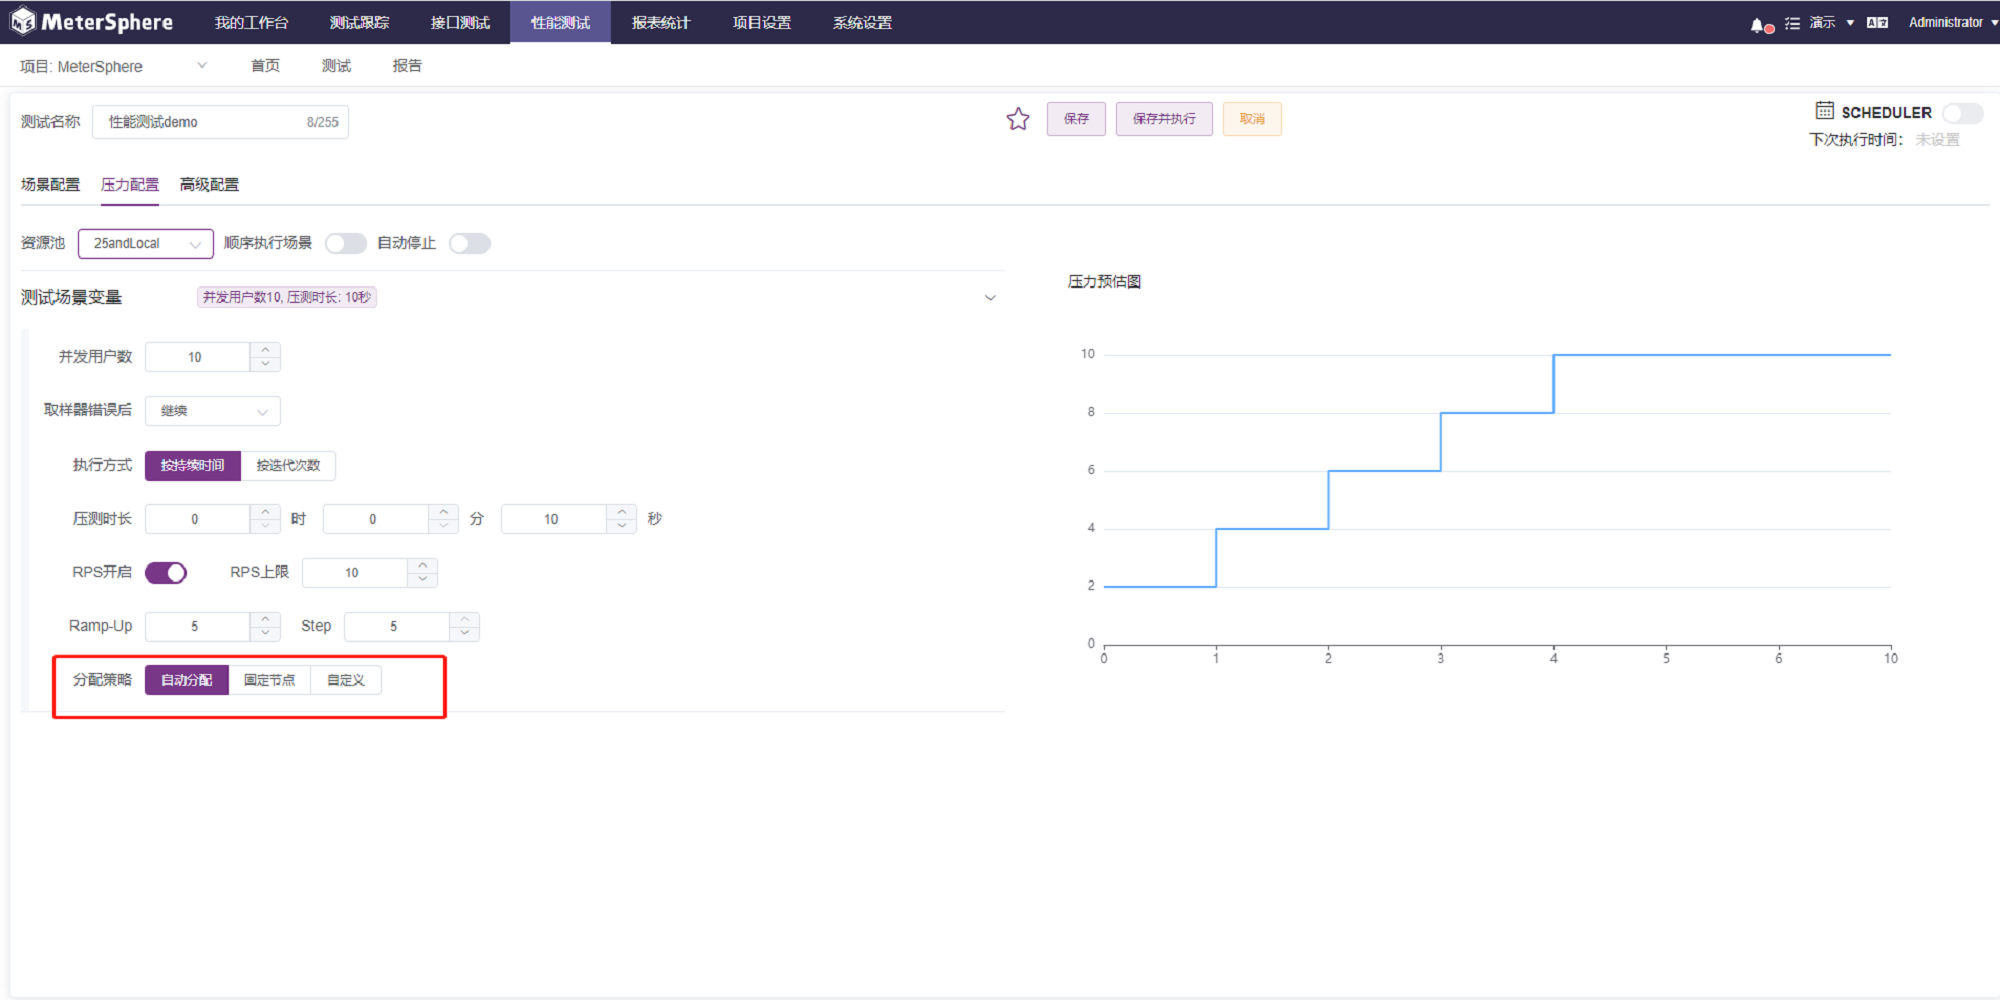 MeterSphere 我的工作台 测试跟踪 接口测试 性能测试 报表统计 项目设置 系统设置 演示 Administrator
项目: MeterSphere 首页 测试 报告
测试名称 性能测试demo 8/255 保存 保存并执行 取消 SCHEDULER
下次执行时间: 未设置
场景配置 压力配置 高级配置
资源池 25andLocal 顺序执行场景 自动停止
测试场景变量 并发用户数10, 压测时长: 10秒
并发用户数 10
取样器错误后 继续
执行方式 按持续时间 按迭代次数
压测时长 0 时 0 分 10 秒
RPS开启 RPS上限 10
Ramp-Up 5 Step 5
分配策略 自动分配 固定节点 自定义
压力预估图
10
8
6
4
2
0
0 1 2 3 4 5 6 10